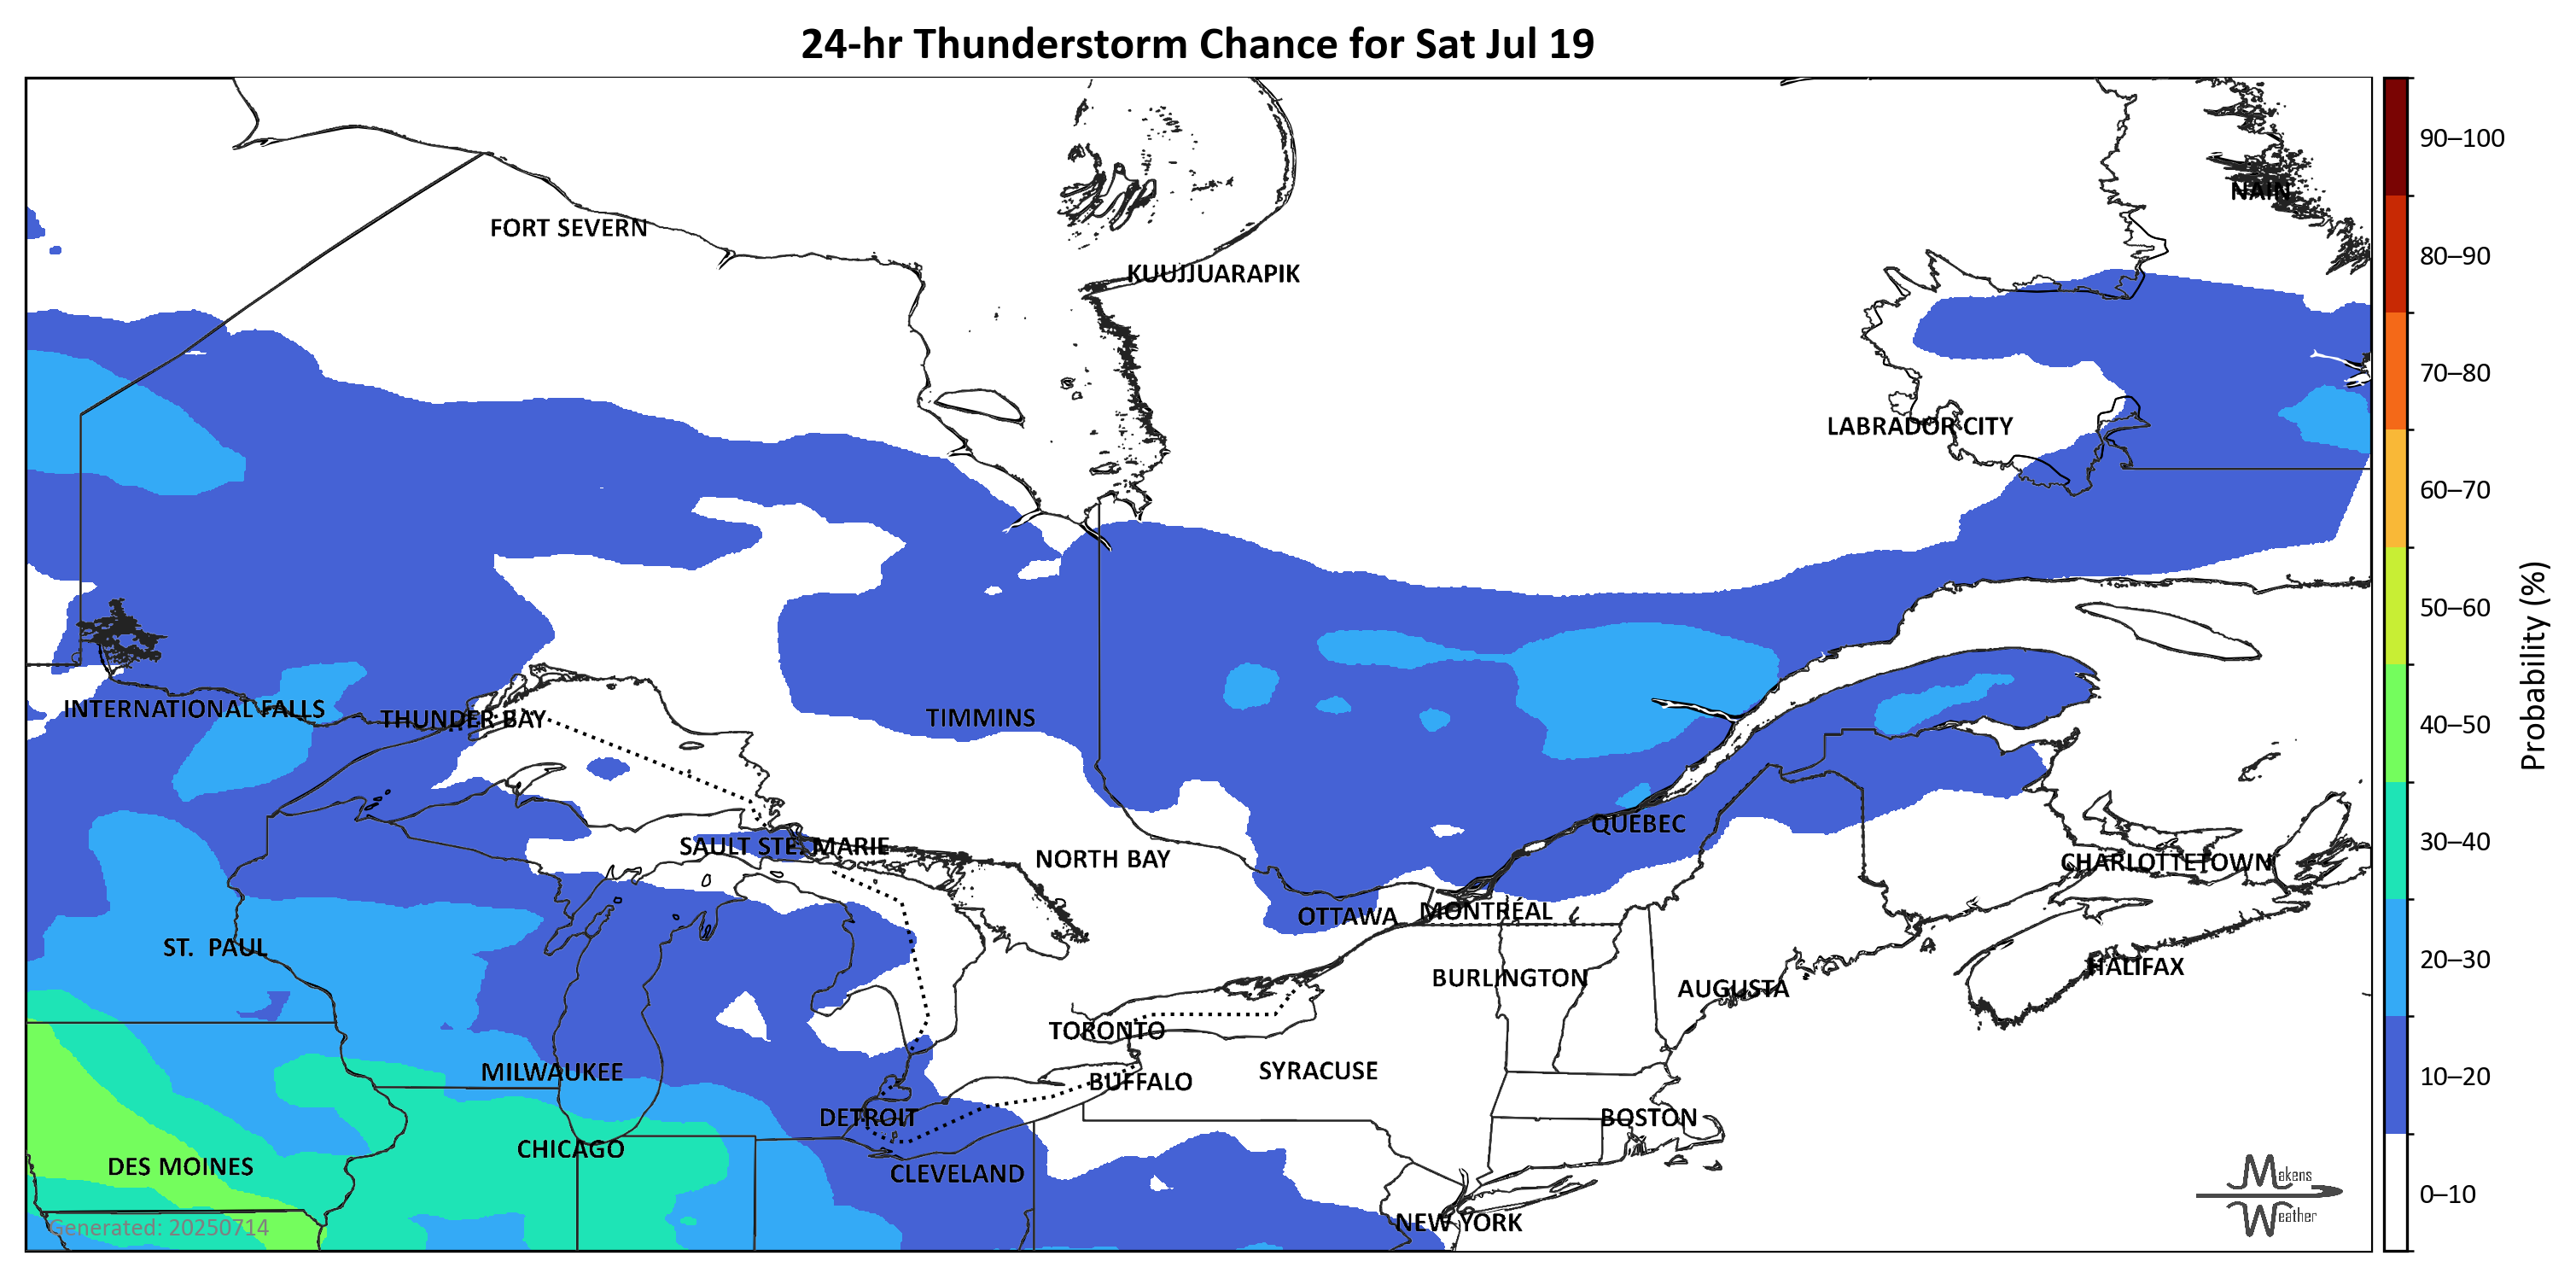 24-hr Thunderstorm Chance for Sat Jul 19
90–100
NAIN
FORT SEVERN
80–90
KUUJJUARAPIK
70–80
LABRADOR CITY
60–70
50–60
Probability (%)
INTERNATIONAL FALLS
THUNDER BAY
TIMMINS
40–50
QUEBEC
30–40
SAULT STE. MARIE
NORTH BAY
CHARLOTTETOWN
OTTAWA
MONTRÉAL
ST. PAUL
20–30
HALIFAX
BURLINGTON
AUGUSTA
TORONTO
MILWAUKEE
SYRACUSE
BUFFALO
10–20
DETROIT
BOSTON
CHICAGO
DES MOINES
CLEVELAND
Makens
Weather
0–10
NEW YORK
Generated: 20250714